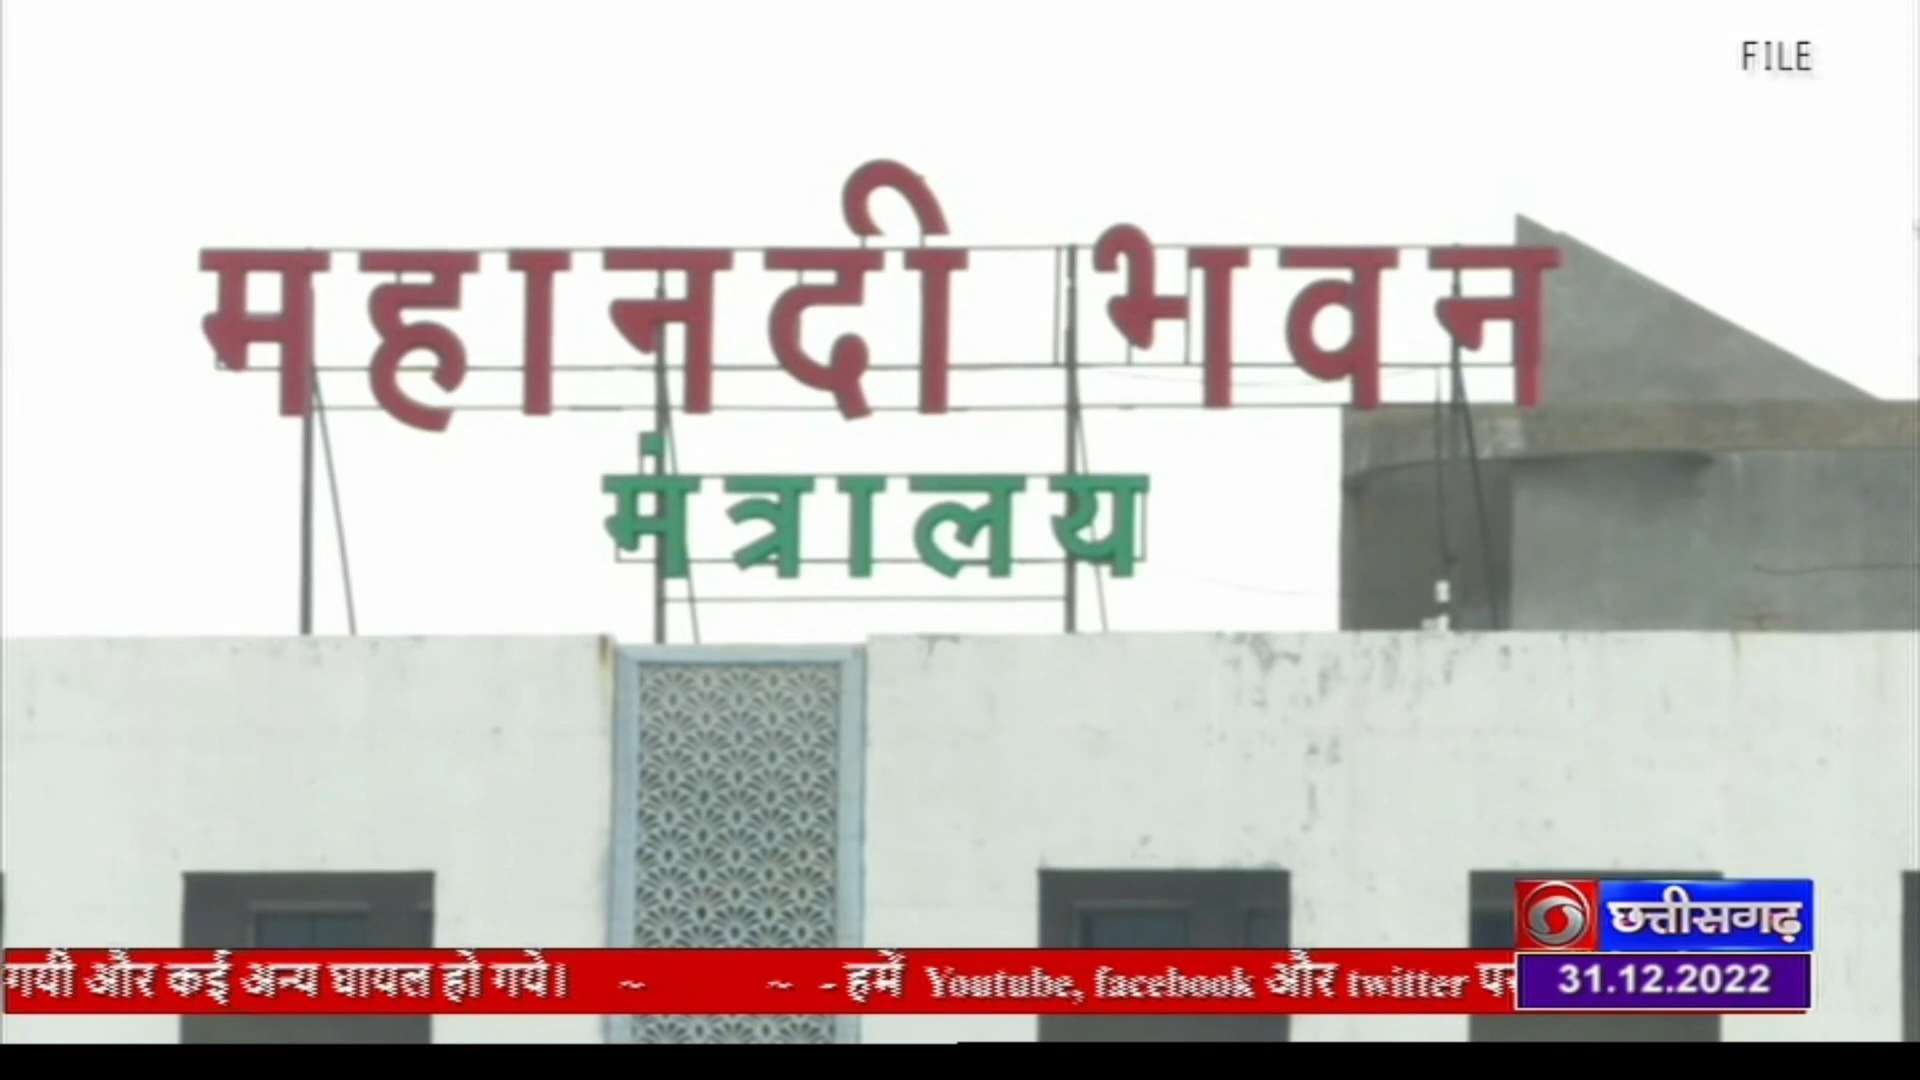 FILE
महानदी भवन
मंत्रालय
छत्तीसगढ़
गयी और कई अन्य घायल हो गये। ~ ~ - हमें Youtube, facebook और twitter पर
31.12.2022